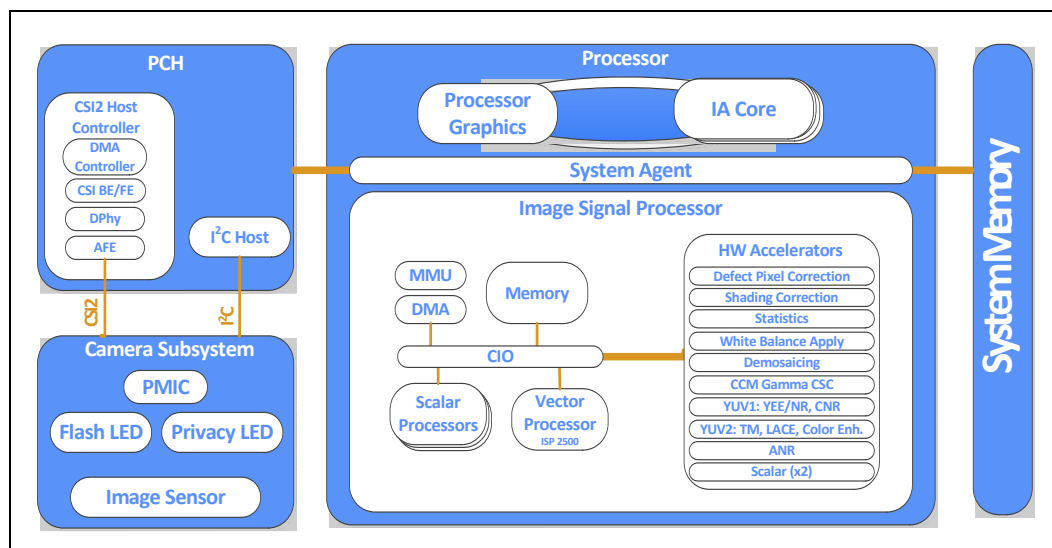 PCH
CSI2 Host
Controller
DMA
Controller
CSI BE/FE
DPhy
AFE
I²C Host
CSI2
I²C
Camera Subsystem
PMIC
Flash LED
Privacy LED
Image Sensor
Processor
Processor
Graphics
IA Core
System Agent
Image Signal Processor
MMU
DMA
Memory
CIO
Scalar
Processors
Vector
Processor
ISP 2500
HW Accelerators
Defect Pixel Correction
Shading Correction
Statistics
White Balance Apply
Demosaicing
CCM Gamma CSC
YUV1: YEE/NR, CNR
YUV2: TM, LACE, Color Enh.
ANR
Scalar (x2)
System Memory